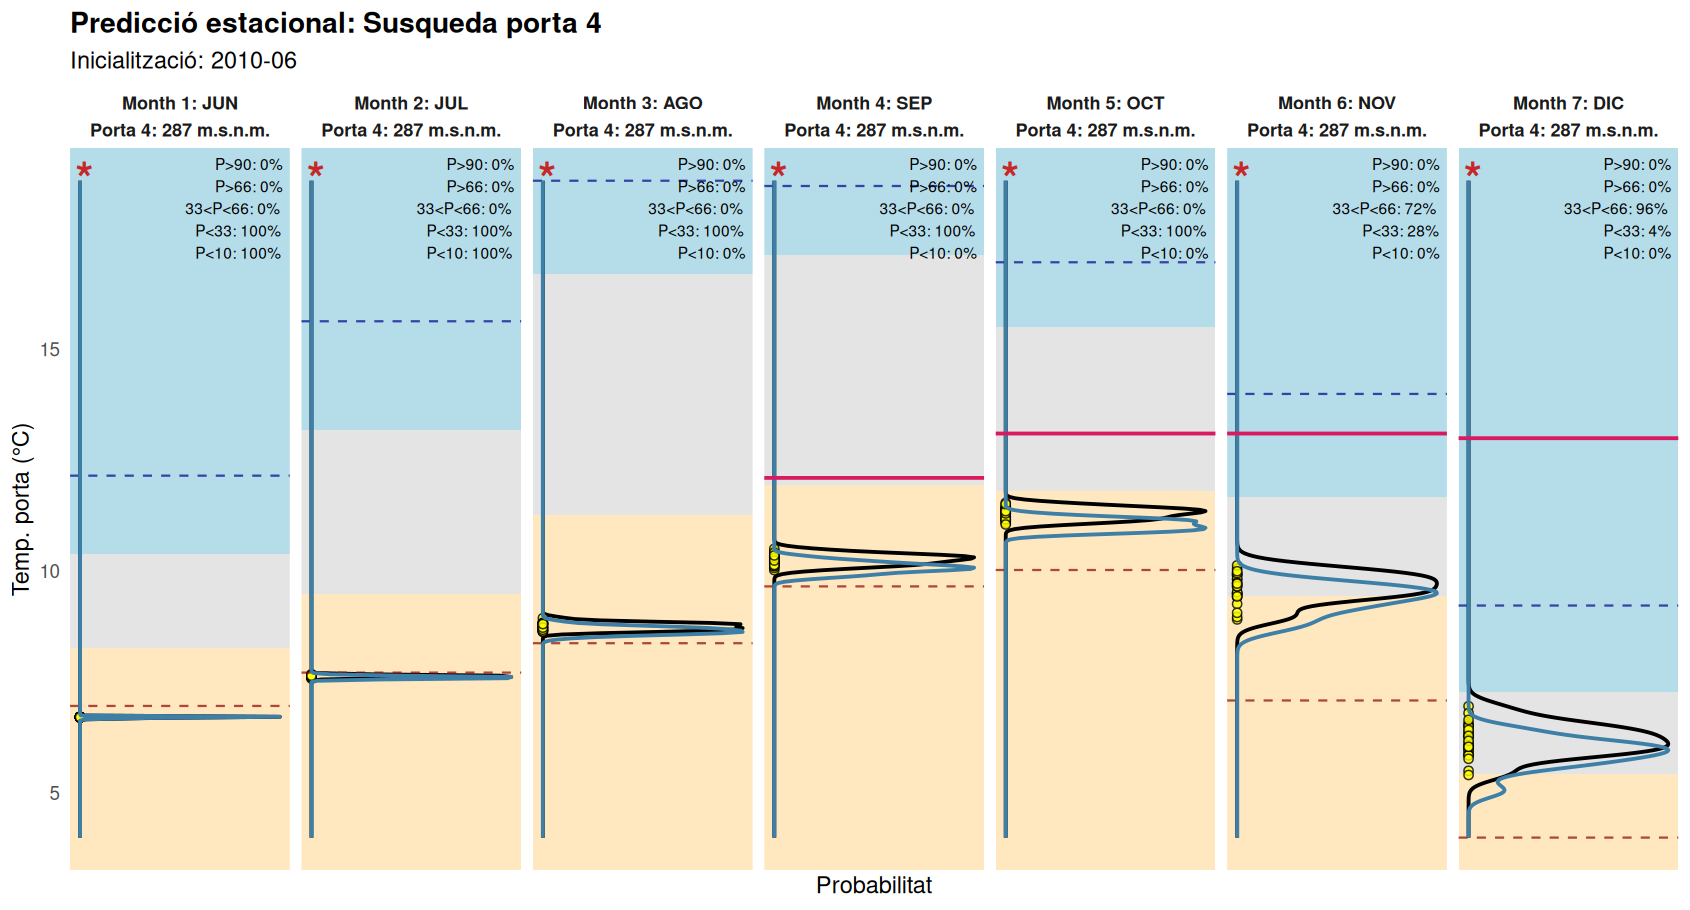 Predicció estacional: Susqueda porta 4
Inicialització: 2010-06
Month 1: JUN
Porta 4: 287 m.s.n.m.
Month 2: JUL
Porta 4: 287 m.s.n.m.
Month 3: AGO
Porta 4: 287 m.s.n.m.
Month 4: SEP
Porta 4: 287 m.s.n.m.
Month 5: OCT
Porta 4: 287 m.s.n.m.
Month 6: NOV
Porta 4: 287 m.s.n.m.
Month 7: DIC
Porta 4: 287 m.s.n.m.
*
P>90: 0%
P>66: 0%
33<P<66: 0%
P<33: 100%
P<10: 100%
*
P>90: 0%
P>66: 0%
33<P<66: 0%
P<33: 100%
P<10: 100%
*
P>90: 0%
P>66: 0%
33<P<66: 0%
P<33: 100%
P<10: 0%
*
P>90: 0%
P>66: 0%
33<P<66: 0%
P<33: 100%
P<10: 0%
*
P>90: 0%
P>66: 0%
33<P<66: 0%
P<33: 100%
P<10: 0%
*
P>90: 0%
P>66: 0%
33<P<66: 72%
P<33: 28%
P<10: 0%
*
P>90: 0%
P>66: 0%
33<P<66: 96%
P<33: 4%
P<10: 0%
15
10
5
Temp. porta (°C)
Probabilitat